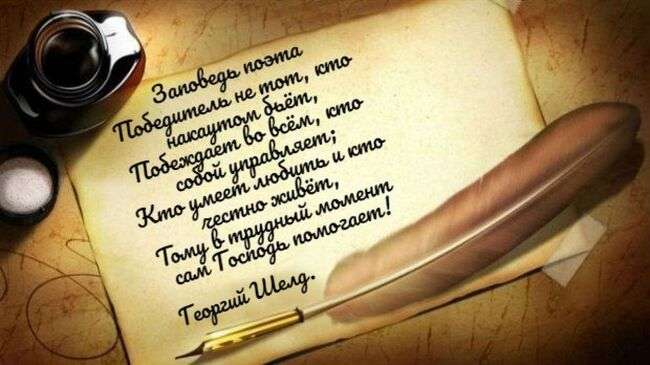 Заповедь поэта
Победитель не тот, кто
накаутом бьёт,
Побеждает во всём, кто
собой управляет;
Кто умеет любить и кто
честно живёт,
Тому в трудный момент
сам Господь помогает!
Георгий Шелд.